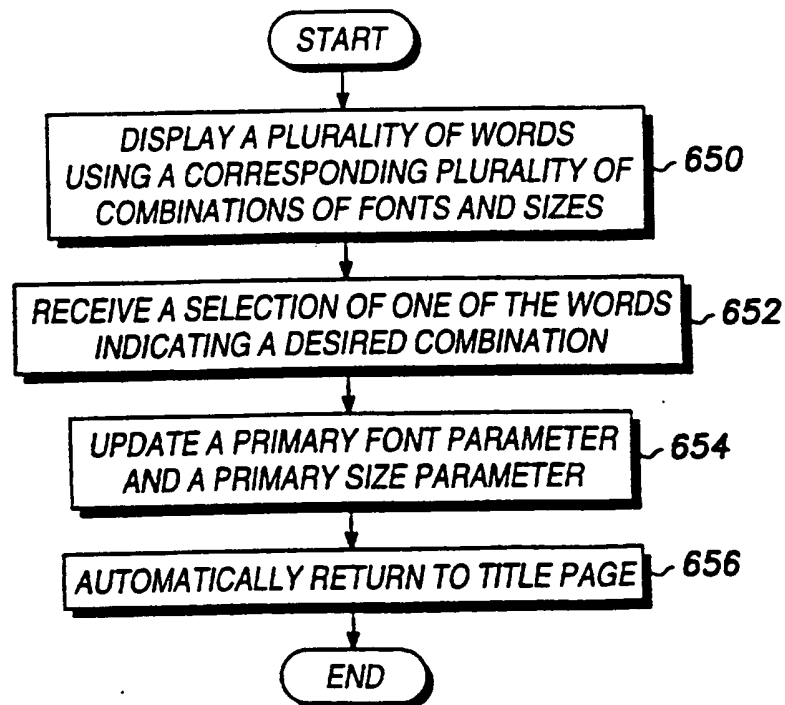 START
DISPLAY A PLURALITY OF WORDS
USING A CORRESPONDING PLURALITY OF
COMBINATIONS OF FONTS AND SIZES
650
RECEIVE A SELECTION OF ONE OF THE WORDS
INDICATING A DESIRED COMBINATION
652
UPDATE A PRIMARY FONT PARAMETER
AND A PRIMARY SIZE PARAMETER
654
AUTOMATICALLY RETURN TO TITLE PAGE
656
END